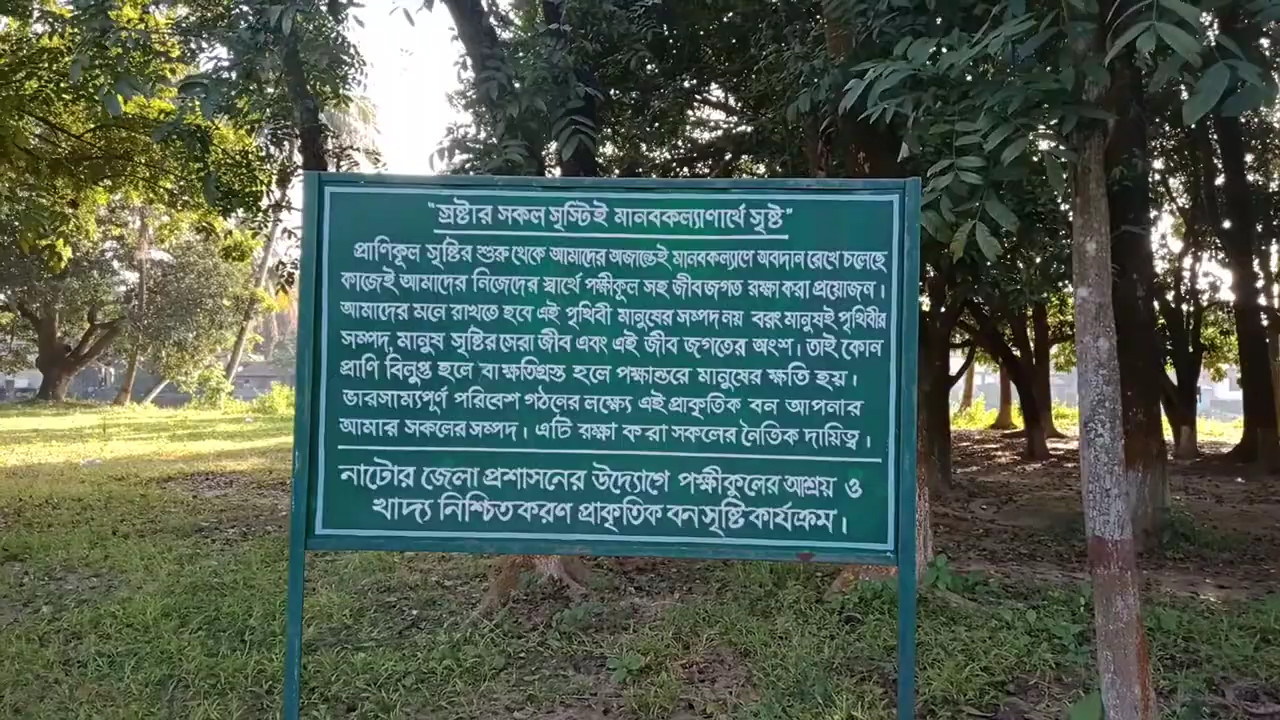 "স্রষ্টার সকল সৃস্টিই মানবকল্যাণার্থে সৃষ্ট"
প্রাণিকূল সৃষ্টির শুরু থেকে আমাদের অজান্তেই মানবকল্যাণে অবদান রেখে চলেছে
কাজেই আমাদের নিজেদের স্বার্থে পক্ষীকূল সহ জীবজগত রক্ষা করা প্রয়োজন।
আমাদের মনে রাখতে হবে এই পৃথিবী মানুষের সম্পদ নয় বরং মানুষই পৃথিবীর
সম্পদ, মানুষ সৃষ্টির সেরা জীব এবং এই জীব জগতের অংশ। তাই কোন
প্রাণি বিলুপ্ত হলে বা ক্ষতিগ্রস্ত হলে পক্ষান্তরে মানুষের ক্ষতি হয়।
ভারসাম্যপূর্ণ পরিবেশ গঠনের লক্ষ্যে এই প্রাকৃতিক বন আপনার
আমার সকলের সম্পদ। এটি রক্ষা করা সকলের নৈতিক দায়িত্ব।
নাটোর জেলা প্রশাসনের উদ্যোগে পক্ষীকুলের আশ্রয় ও
খাদ্য নিশ্চিতকরণ প্রাকৃতিক বন সৃষ্টি কার্যক্রম।